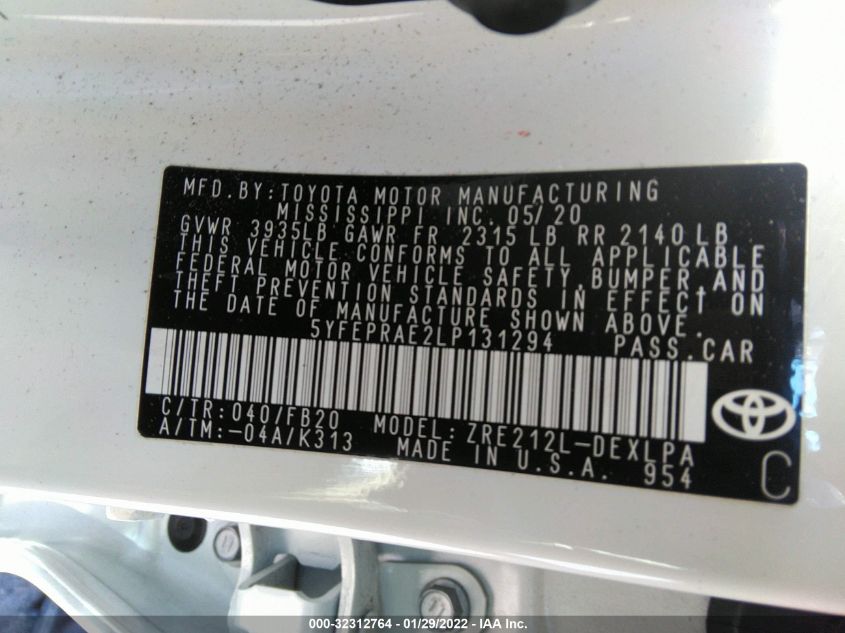 MFD.BY:TOYOTA MOTOR MANUFACTURING
MISSISSIPPI INC. 05/20
GVWR 3935LB GAWR FR 2315 LB RR 2140 LB
THIS VEHICLE CONFORMS TO ALL APPLICABLE
FEDERAL MOTOR VEHICLE SAFETY,BUMPER,AND
THEFT PREVENTION STANDARDS IN EFFECT ON
THE DATE OF MANUFACTURE SHOWN ABOVE.
5YFEPRAE2LP131294 PASS.CAR
C/TR:040/FB20 MODEL:ZRE212L-DEXLPA
A/TM:-04A/K313 MADE IN U.S.A. 954
C
000-32312764 - 01/29/2022 - IAA Inc.